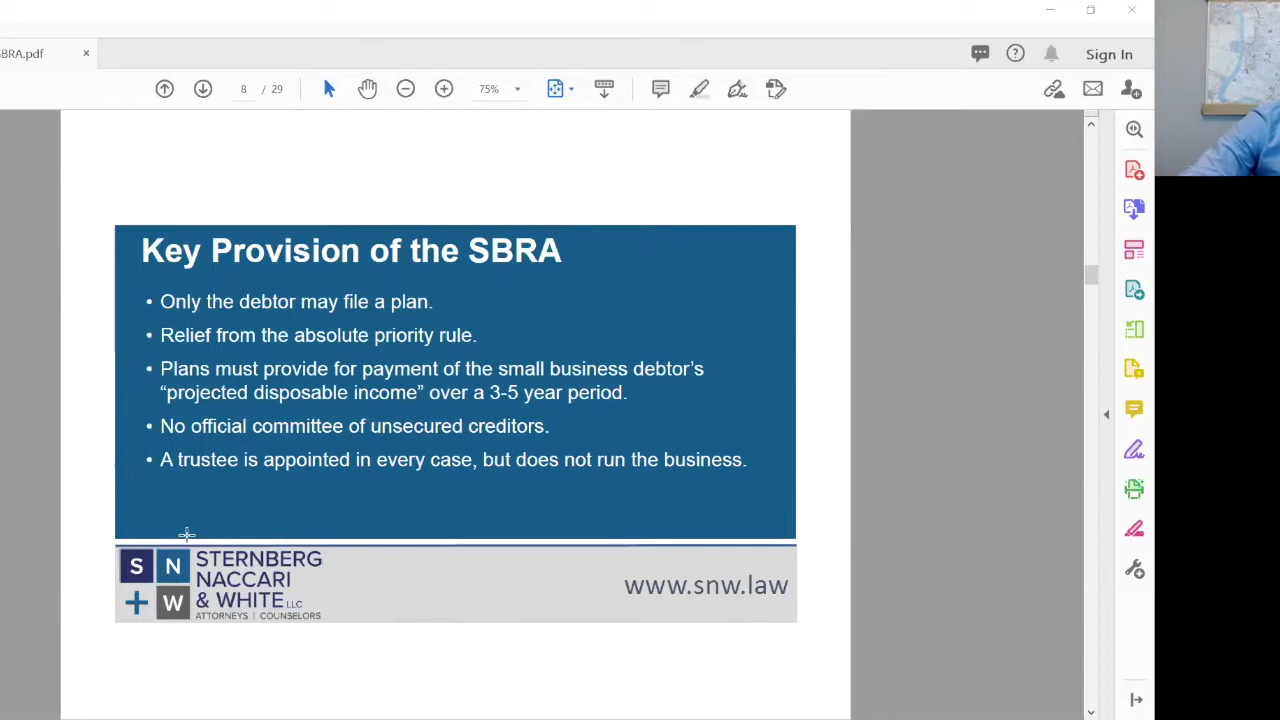 SBRA.pdf
Sign In
8 / 29
75%
Key Provision of the SBRA
• Only the debtor may file a plan.
• Relief from the absolute priority rule.
• Plans must provide for payment of the small business debtor's
“projected disposable income” over a 3-5 year period.
• No official committee of unsecured creditors.
• A trustee is appointed in every case, but does not run the business.
S N
W
STERNBERG
NACCARI
& WHITE LLC
ATTORNEYS | COUNSELORS
www.snw.law